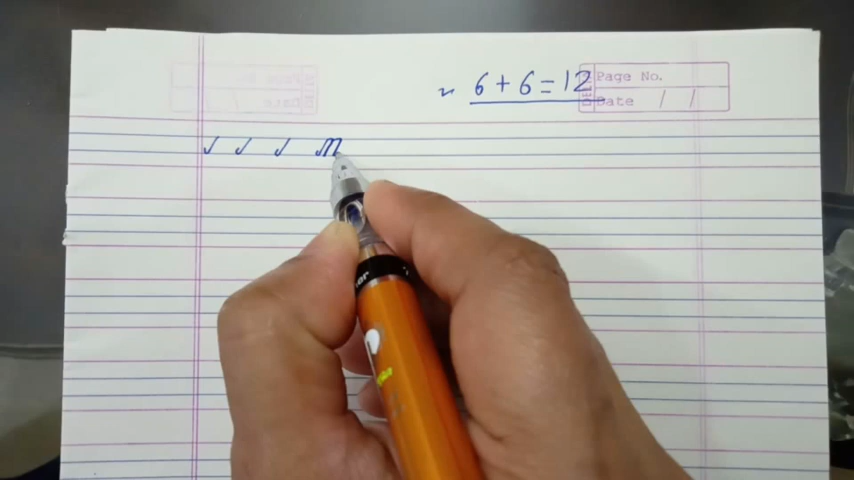 6 + 6 = 12
Page No.
Date / /
✓ ✓ ✓